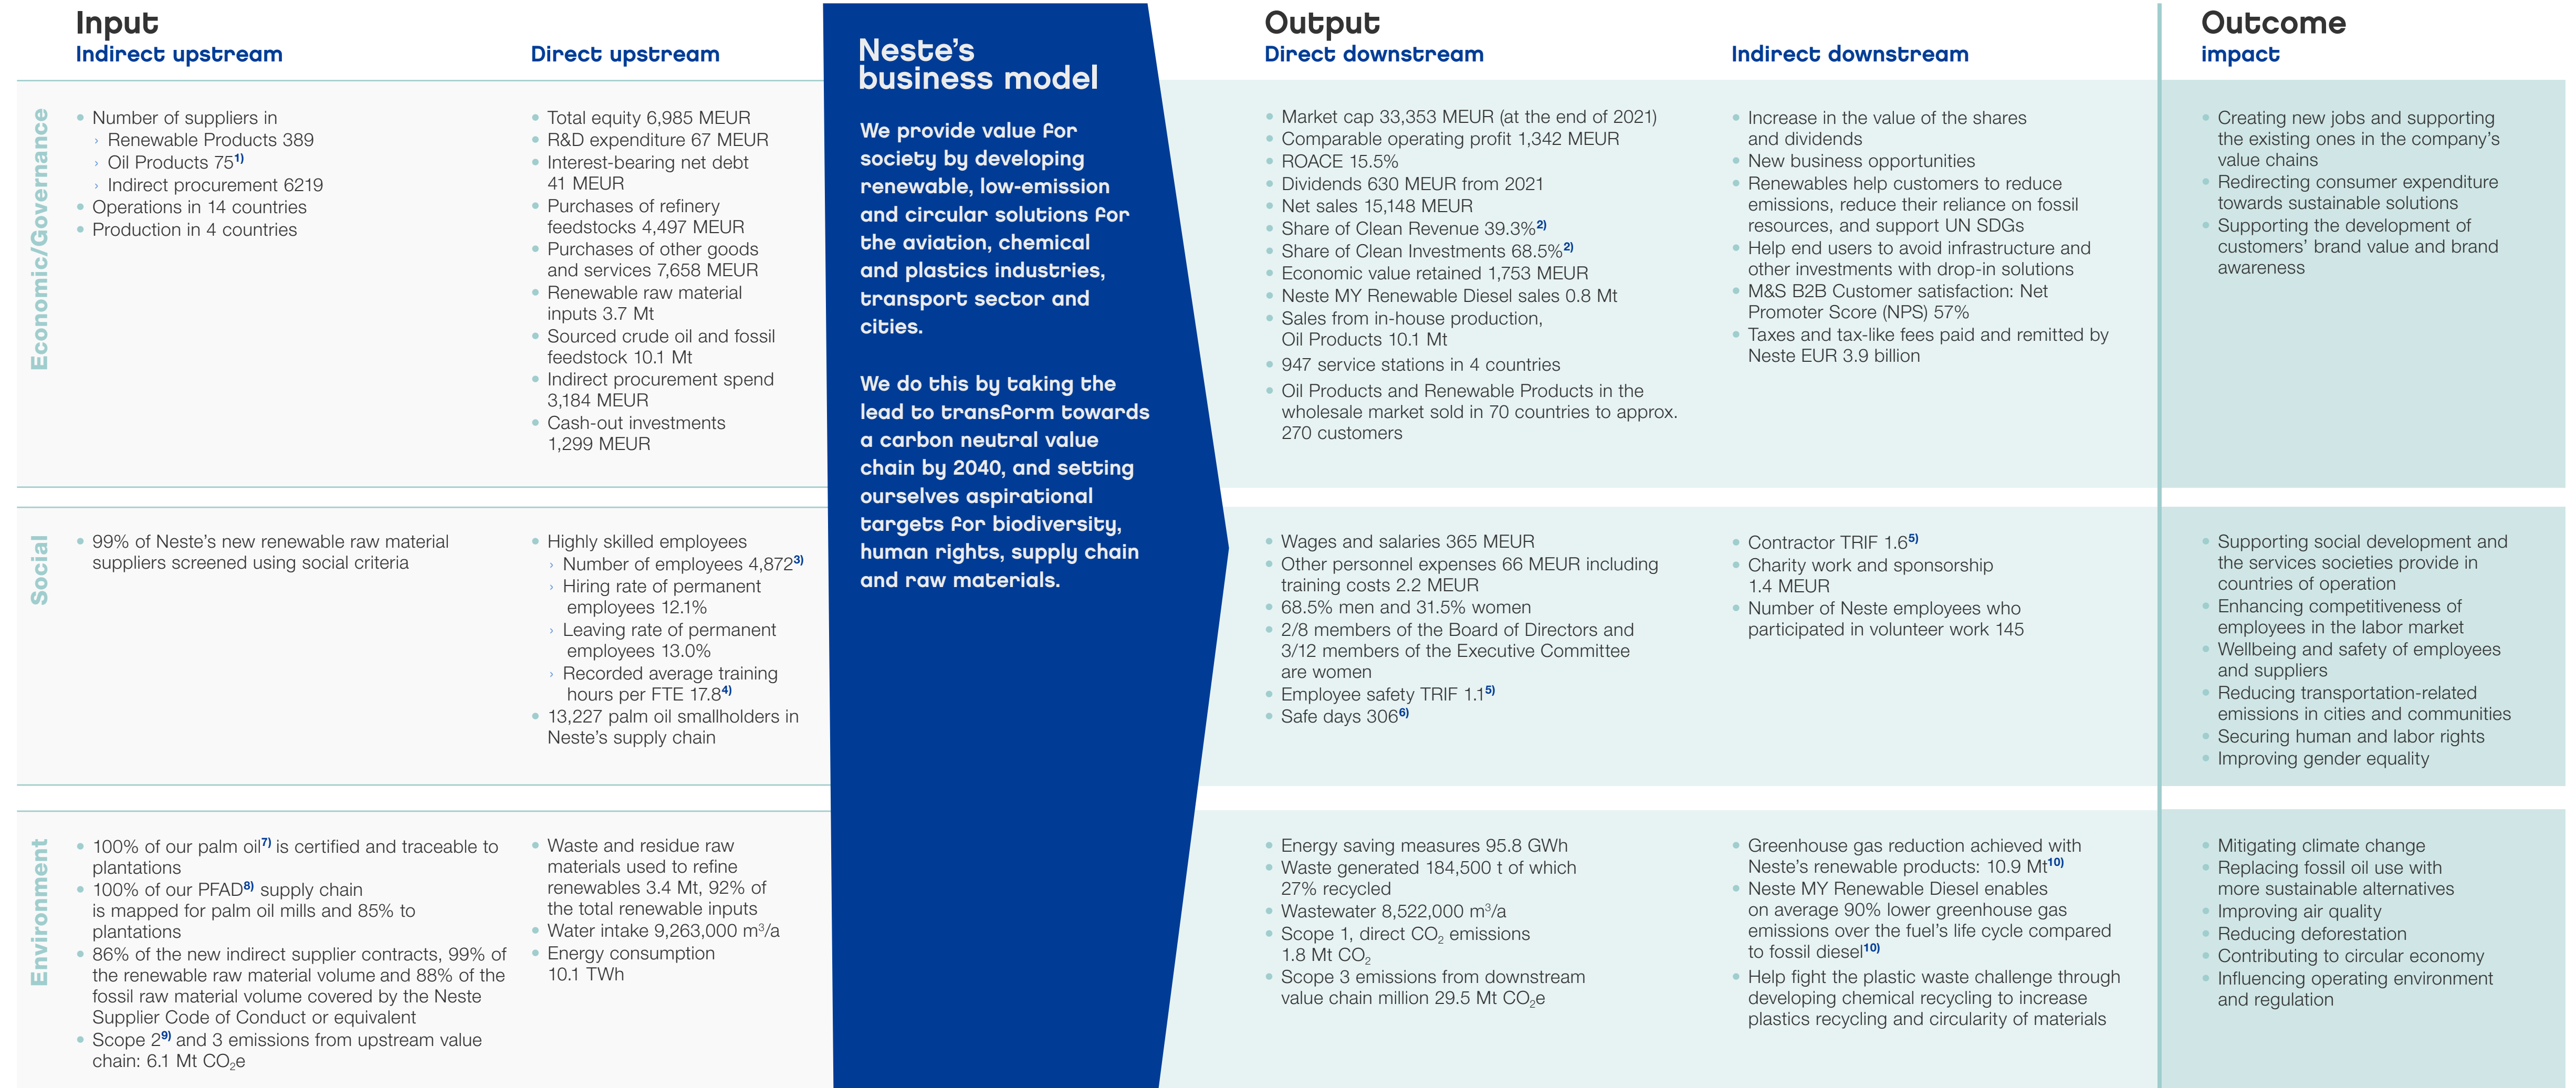 Input
Indirect upstream
Direct upstream
Neste's
business model
Output
Direct downstream
Indirect downstream
Outcome
impact
Economic/Governance
• Number of suppliers in
› Renewable Products 389
› Oil Products 75¹⁾
› Indirect procurement 6219
• Operations in 14 countries
• Production in 4 countries
• Total equity 6,985 MEUR
• R&D expenditure 67 MEUR
• Interest-bearing net debt
41 MEUR
• Purchases of refinery
feedstocks 4,497 MEUR
• Purchases of other goods
and services 7,658 MEUR
• Renewable raw material
inputs 3.7 Mt
• Sourced crude oil and fossil
feedstock 10.1 Mt
• Indirect procurement spend
3,184 MEUR
• Cash-out investments
1,299 MEUR
We provide value for
society by developing
renewable, low-emission
and circular solutions for
the aviation, chemical
and plastics industries,
transport sector and
cities.
We do this by taking the
lead to transform towards
a carbon neutral value
chain by 2040, and setting
ourselves aspirational
targets for biodiversity,
human rights, supply chain
and raw materials.
• Market cap 33,353 MEUR (at the end of 2021)
• Comparable operating profit 1,342 MEUR
• ROACE 15.5%
• Dividends 630 MEUR from 2021
• Net sales 15,148 MEUR
• Share of Clean Revenue 39.3%²⁾
• Share of Clean Investments 68.5%²⁾
• Economic value retained 1,753 MEUR
• Neste MY Renewable Diesel sales 0.8 Mt
• Sales from in-house production,
Oil Products 10.1 Mt
• 947 service stations in 4 countries
• Oil Products and Renewable Products in the
wholesale market sold in 70 countries to approx.
270 customers
• Increase in the value of the shares
and dividends
• New business opportunities
• Renewables help customers to reduce
emissions, reduce their reliance on fossil
resources, and support UN SDGs
• Help end users to avoid infrastructure and
other investments with drop-in solutions
• M&S B2B Customer satisfaction: Net
Promoter Score (NPS) 57%
• Taxes and tax-like fees paid and remitted by
Neste EUR 3.9 billion
• Creating new jobs and supporting
the existing ones in the company's
value chains
• Redirecting consumer expenditure
towards sustainable solutions
• Supporting the development of
customers' brand value and brand
awareness
Social
• 99% of Neste's new renewable raw material
suppliers screened using social criteria
• Highly skilled employees
› Number of employees 4,872³⁾
› Hiring rate of permanent
employees 12.1%
› Leaving rate of permanent
employees 13.0%
› Recorded average training
hours per FTE 17.8⁴⁾
• 13,227 palm oil smallholders in
Neste's supply chain
• Wages and salaries 365 MEUR
• Other personnel expenses 66 MEUR including
training costs 2.2 MEUR
• 68.5% men and 31.5% women
• 2/8 members of the Board of Directors and
3/12 members of the Executive Committee
are women
• Employee safety TRIF 1.1⁵⁾
• Safe days 306⁶⁾
• Contractor TRIF 1.6⁵⁾
• Charity work and sponsorship
1.4 MEUR
• Number of Neste employees who
participated in volunteer work 145
• Supporting social development and
the services societies provide in
countries of operation
• Enhancing competitiveness of
employees in the labor market
• Wellbeing and safety of employees
and suppliers
• Reducing transportation-related
emissions in cities and communities
• Securing human and labor rights
• Improving gender equality
Environment
• 100% of our palm oil⁷⁾ is certified and traceable to
plantations
• 100% of our PFAD⁸⁾ supply chain
is mapped for palm oil mills and 85% to
plantations
• 86% of the new indirect supplier contracts, 99% of
the renewable raw material volume and 88% of the
fossil raw material volume covered by the Neste
Supplier Code of Conduct or equivalent
• Scope 2⁹⁾ and 3 emissions from upstream value
chain: 6.1 Mt CO₂e
• Waste and residue raw
materials used to refine
renewables 3.4 Mt, 92% of
the total renewable inputs
• Water intake 9,263,000 m³/a
• Energy consumption
10.1 TWh
• Energy saving measures 95.8 GWh
• Waste generated 184,500 t of which
27% recycled
• Wastewater 8,522,000 m³/a
• Scope 1, direct CO₂ emissions
1.8 Mt CO₂
• Scope 3 emissions from downstream
value chain million 29.5 Mt CO₂e
• Greenhouse gas reduction achieved with
Neste's renewable products: 10.9 Mt¹⁰⁾
• Neste MY Renewable Diesel enables
on average 90% lower greenhouse gas
emissions over the fuel's life cycle compared
to fossil diesel¹⁰⁾
• Help fight the plastic waste challenge through
developing chemical recycling to increase
plastics recycling and circularity of materials
• Mitigating climate change
• Replacing fossil oil use with
more sustainable alternatives
• Improving air quality
• Reducing deforestation
• Contributing to circular economy
• Influencing operating environment
and regulation